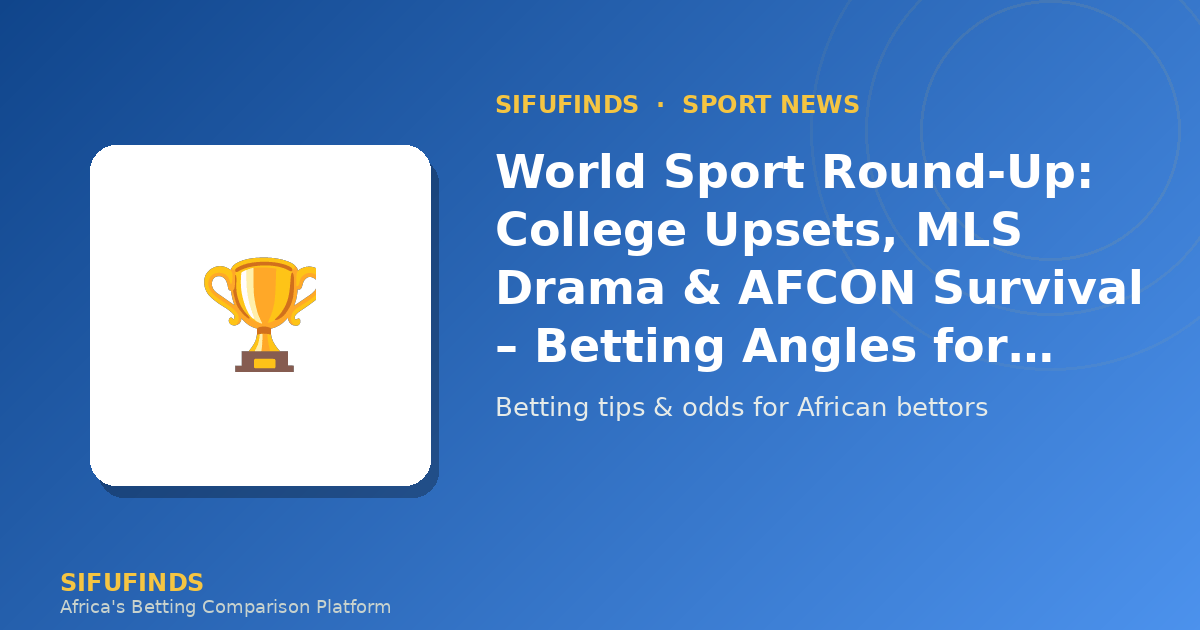 SIFUFINDS · SPORT NEWS
World Sport Round-Up:
College Upsets, MLS
Drama & AFCON Survival
– Betting Angles for…
Betting tips & odds for African bettors
SIFUFINDS
Africa's Betting Comparison Platform